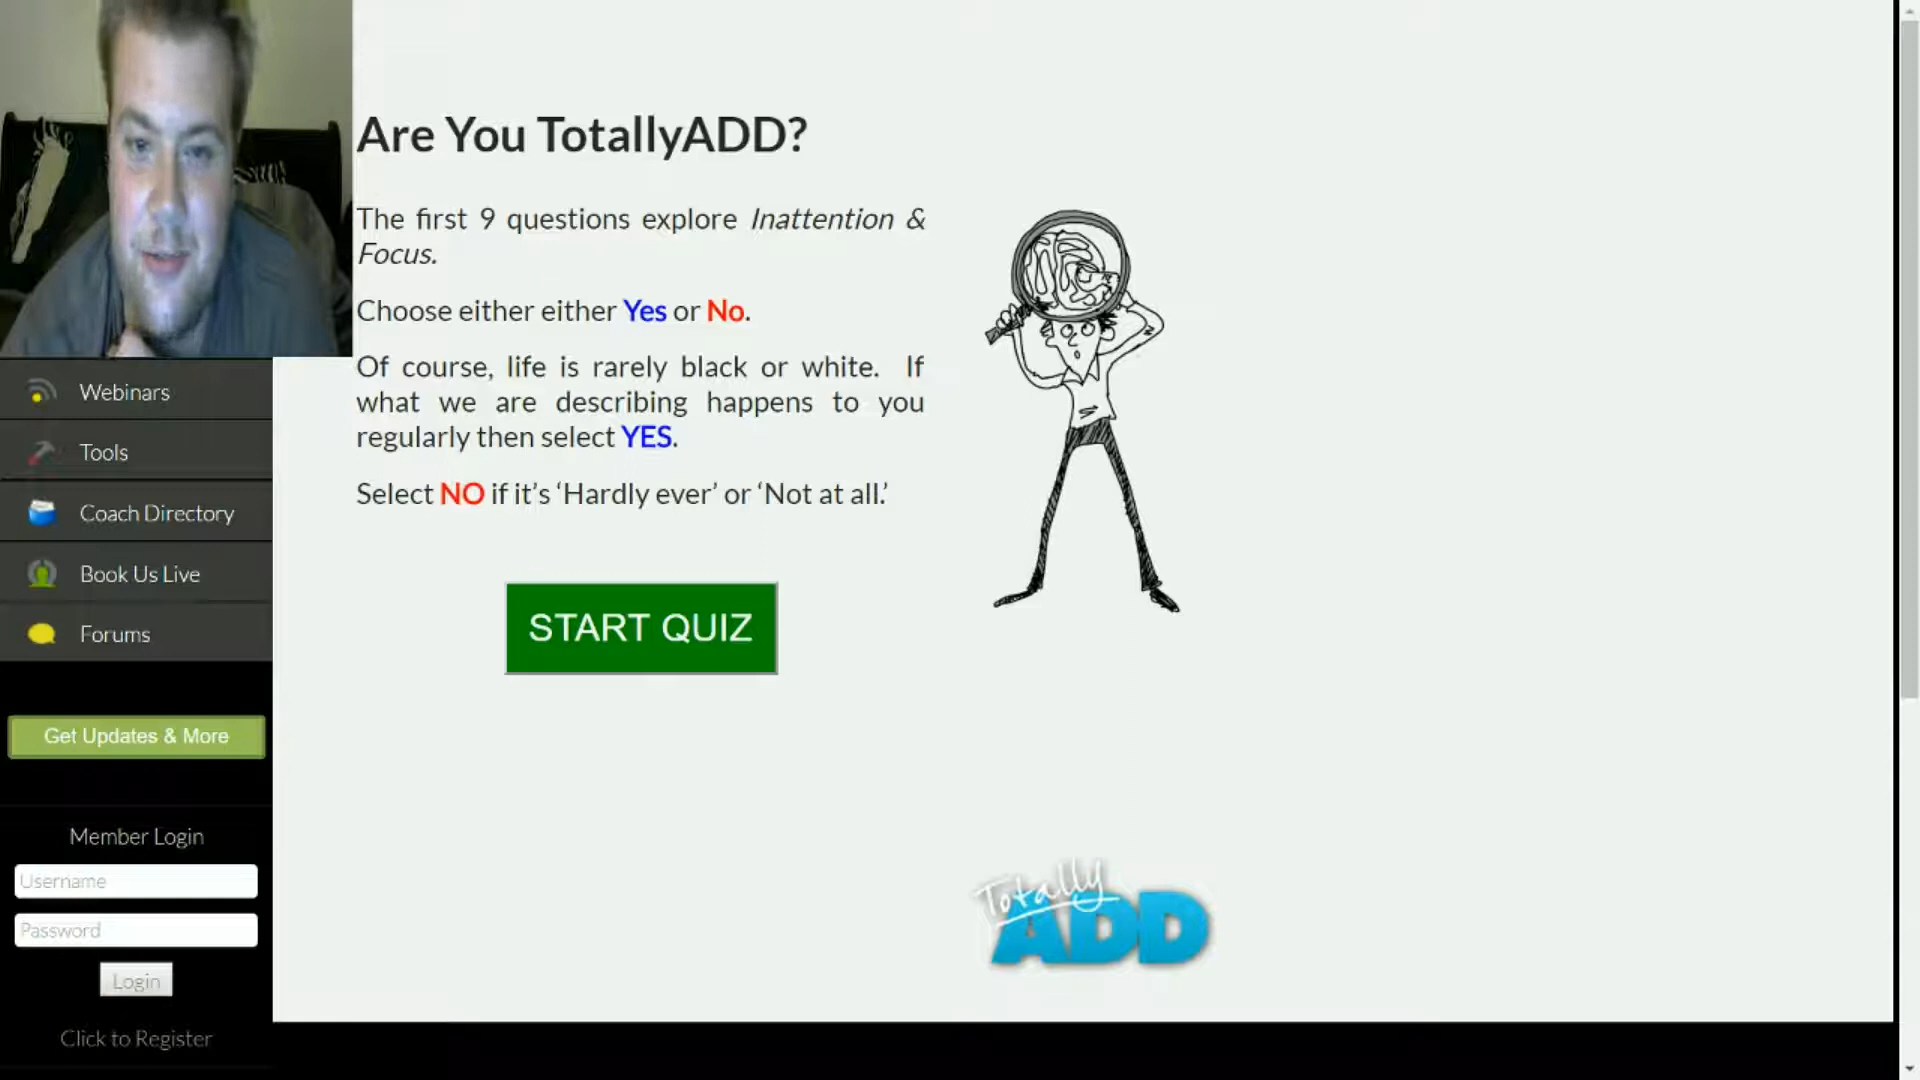 Are You TotallyADD?
The first 9 questions explore Inattention &
Focus.
Choose either either Yes or No.
Of course, life is rarely black or white. If
what we are describing happens to you
regularly then select YES.
Select NO if it’s ‘Hardly ever’ or ‘Not at all.’
START QUIZ
Webinars
Tools
Coach Directory
Book Us Live
Forums
Get Updates & More
Member Login
Username
Password
Login
Click to Register
Totally
ADD